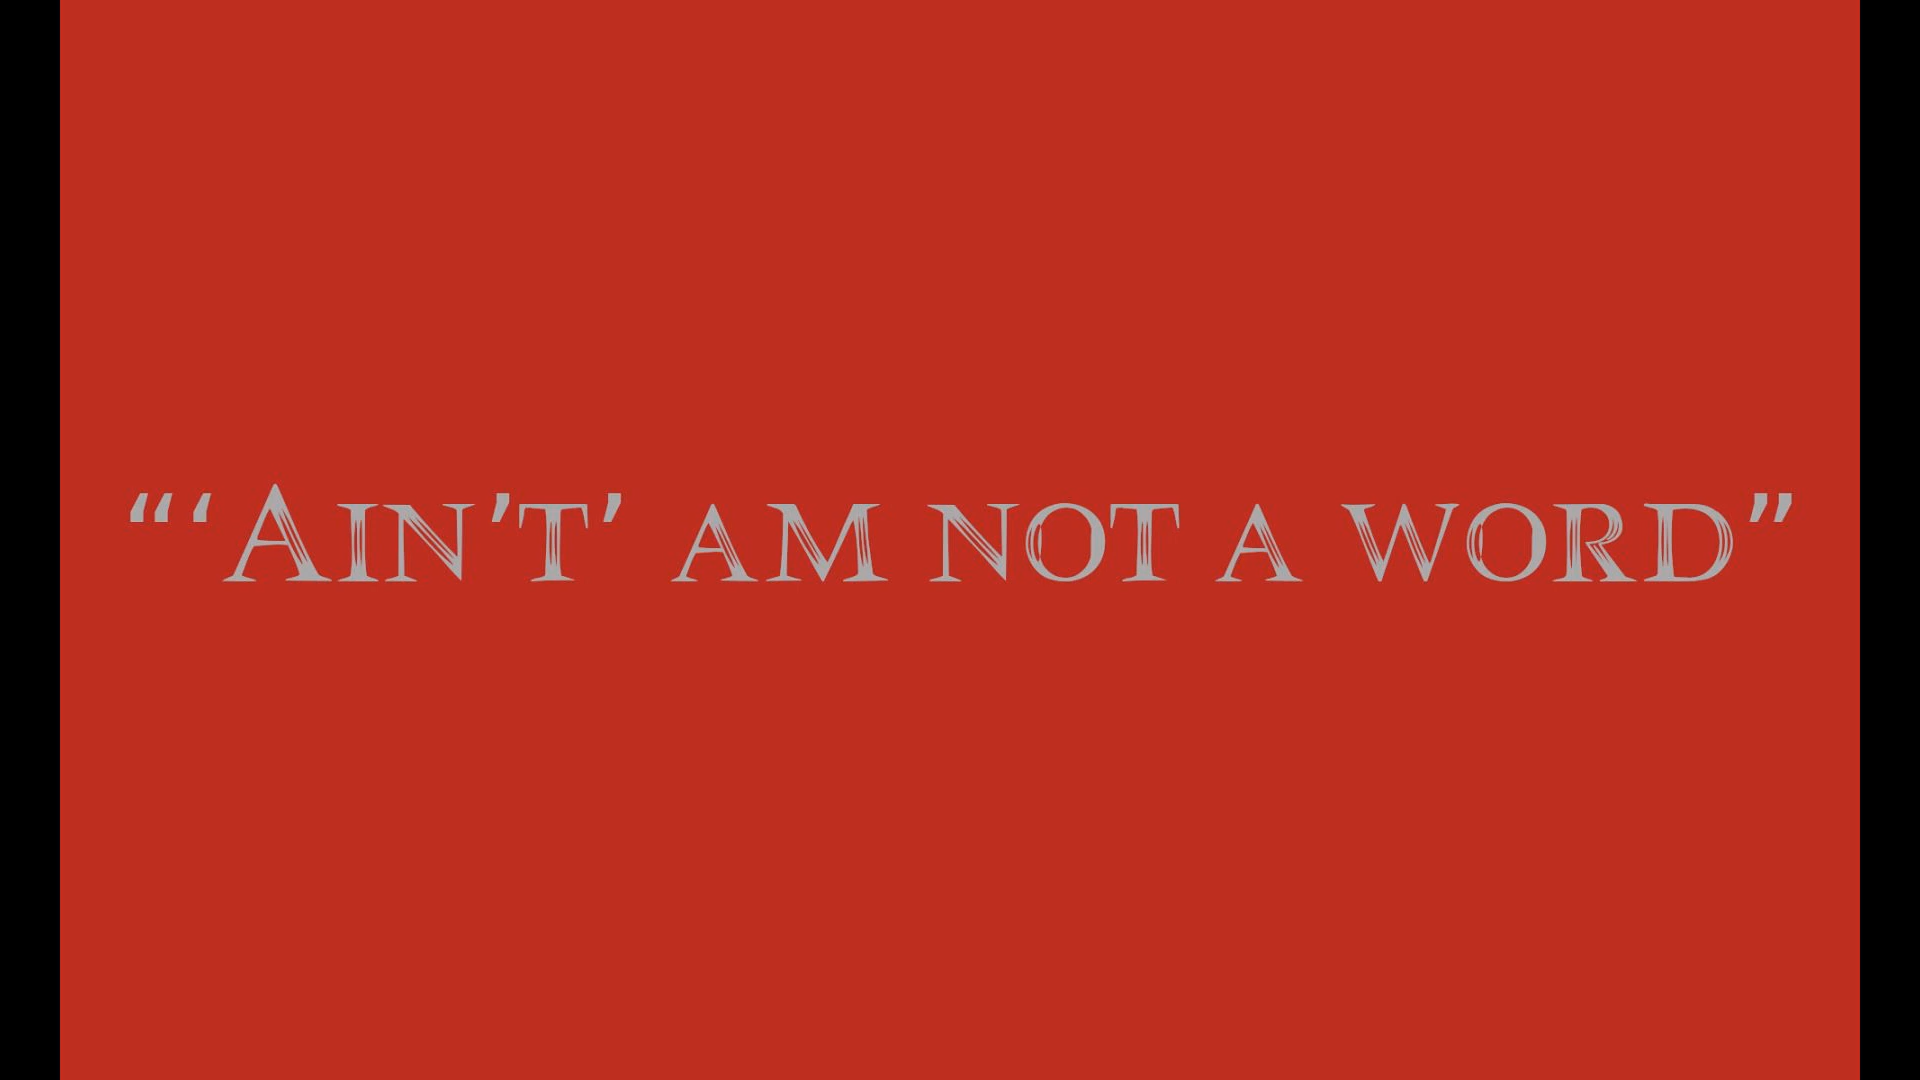 “‘Ain’t’ am not a word”